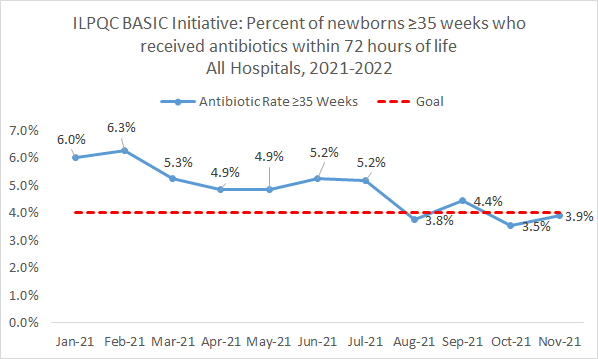 ILPQC BASIC Initiative: Percent of newborns ≥35 weeks who
received antibiotics within 72 hours of life
All Hospitals, 2021-2022
Antibiotic Rate ≥35 Weeks Goal
7.0%
6.0%
5.0%
4.0%
3.0%
2.0%
1.0%
0.0%
6.0% 6.3% 5.3% 4.9% 4.9% 5.2% 5.2% 3.8% 4.4% 3.5% 3.9%
Jan-21 Feb-21 Mar-21 Apr-21 May-21 Jun-21 Jul-21 Aug-21 Sep-21 Oct-21 Nov-21